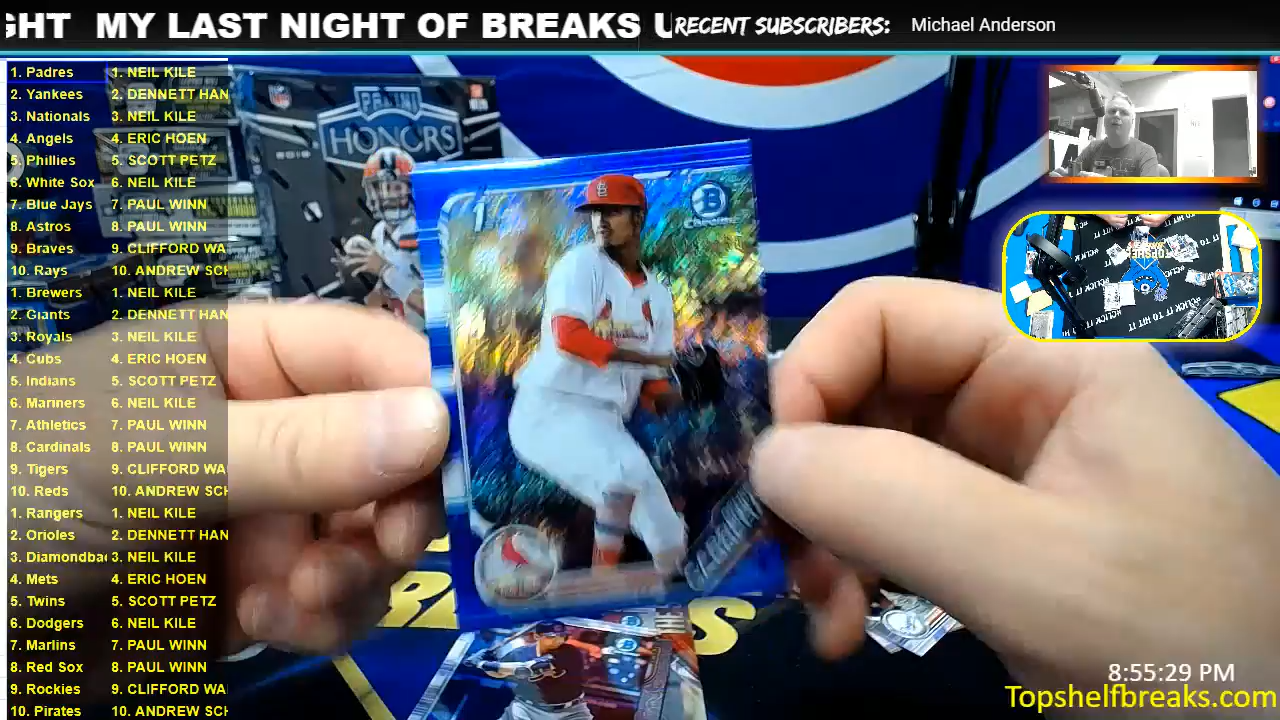 GHT MY LAST NIGHT OF BREAKS U
RECENT SUBSCRIBERS: Michael Anderson
1. Padres 1. NEIL KILE
2. Yankees 2. DENNETT HAN
3. Nationals 3. NEIL KILE
4. Angels 4. ERIC HOEN
5. Phillies 5. SCOTT PETZ
6. White Sox 6. NEIL KILE
7. Blue Jays 7. PAUL WINN
8. Astros 8. PAUL WINN
9. Braves 9. CLIFFORD WA
10. Rays 10. ANDREW SCH
1. Brewers 1. NEIL KILE
2. Giants 2. DENNETT HAN
3. Royals 3. NEIL KILE
4. Cubs 4. ERIC HOEN
5. Indians 5. SCOTT PETZ
6. Mariners 6. NEIL KILE
7. Athletics 7. PAUL WINN
8. Cardinals 8. PAUL WINN
9. Tigers 9. CLIFFORD WA
10. Reds 10. ANDREW SCH
1. Rangers 1. NEIL KILE
2. Orioles 2. DENNETT HAN
3. Diamondba 3. NEIL KILE
4. Mets 4. ERIC HOEN
5. Twins 5. SCOTT PETZ
6. Dodgers 6. NEIL KILE
7. Marlins 7. PAUL WINN
8. Red Sox 8. PAUL WINN
9. Rockies 9. CLIFFORD WA
10. Pirates 10. ANDREW SCH
PANINI
HONORS
1st
B
CHROME
8:55:29 PM
Topshelfbreaks.com